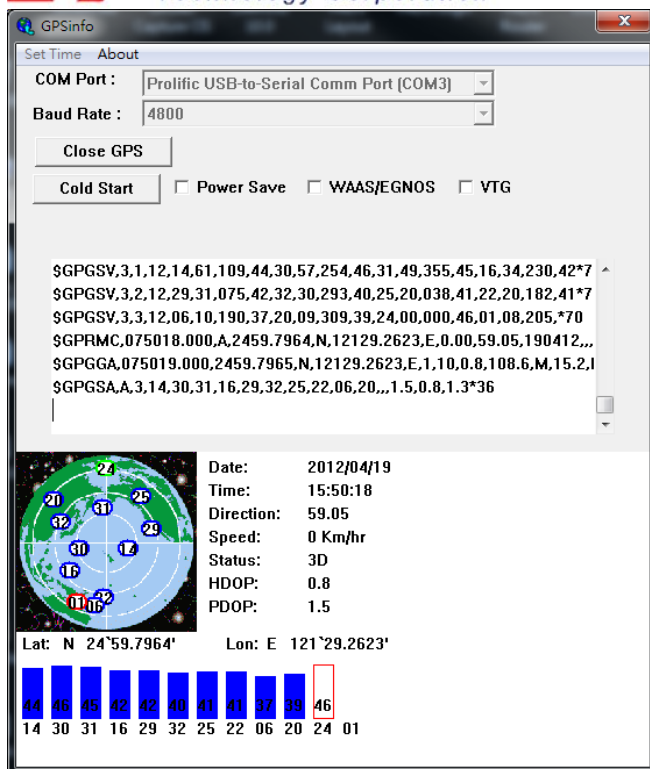 GPSinfo
Set Time About
COM Port : Prolific USB-to-Serial Comm Port (COM3)
Baud Rate : 4800
Close GPS
Cold Start Power Save WAAS/EGNOS VTG
$GPGSV,3,1,12,14,61,109,44,30,57,254,46,31,49,355,45,16,34,230,42*7
$GPGSV,3,2,12,29,31,075,42,32,30,293,40,25,20,038,41,22,20,182,41*7
$GPGSV,3,3,12,06,10,190,37,20,09,309,39,24,00,000,46,01,08,205,*70
$GPRMC,075018.000,A,2459.7964,N,12129.2623,E,0.00,59.05,190412,,,
$GPGGA,075019.000,2459.7965,N,12129.2623,E,1,10,0.8,108.6,M,15.2,
$GPGSA,A,3,14,30,31,16,29,32,25,22,06,20,,,1.5,0.8,1.3*36
24
20 31 25
32 29
30 14
16
01 06 22
Date: 2012/04/19
Time: 15:50:18
Direction: 59.05
Speed: 0 Km/hr
Status: 3D
HDOP: 0.8
PDOP: 1.5
Lat: N 24`59.7964' Lon: E 121`29.2623'
44 46 45 42 42 40 41 41 37 39 46
14 30 31 16 29 32 25 22 06 20 24 01